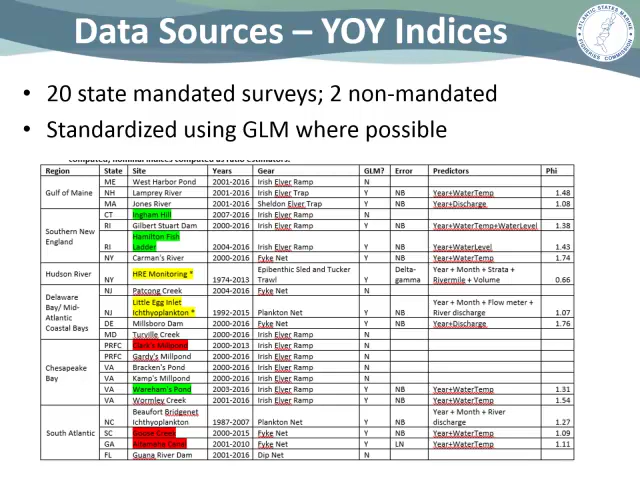 Data Sources – YOY Indices
ATLANTIC STATES MARINE FISHERIES COMMISSION
• 20 state mandated surveys; 2 non-mandated
• Standardized using GLM where possible
computed, nominal indices computed as ratio estimators.
Region State Site Years Gear GLM? Error Predictors Phi
Gulf of Maine
ME West Harbor Pond 2001-2016 Irish Elver Ramp N
NH Lamprey River 2001-2016 Irish Elver Trap Y NB Year+WaterTemp 1.48
MA Jones River 2001-2016 Sheldon Elver Trap Y NB Year+Discharge 1.08
Southern New England
CT Ingham Hill 2007-2016 Irish Elver Ramp N
RI Gilbert Stuart Dam 2000-2016 Irish Elver Ramp Y NB Year+WaterTemp+WaterLevel 1.38
RI Hamilton Fish Ladder 2004-2016 Irish Elver Ramp Y NB Year+WaterLevel 1.43
NY Carman's River 2000-2016 Fyke Net Y NB Year+WaterTemp 1.74
Hudson River
NY HRE Monitoring * 1974-2013 Epibenthic Sled and Tucker Trawl Y Delta-gamma Year + Month + Strata + Rivermile + Volume 0.66
Delaware Bay/ Mid-Atlantic Coastal Bays
NJ Patcong Creek 2004-2016 Fyke Net N
NJ Little Egg Inlet Ichthyoplankton * 1992-2015 Plankton Net Y NB Year + Month + Flow meter + River discharge 1.07
DE Millsboro Dam 2000-2016 Fyke Net Y NB Year+Discharge 1.76
MD Turville Creek 2000-2016 Irish Elver Ramp N
Chesapeake Bay
PRFC Clark's Millpond 2000-2013 Irish Elver Ramp N
PRFC Gardy's Millpond 2000-2016 Irish Elver Ramp N
VA Bracken's Pond 2000-2016 Irish Elver Ramp N
VA Kamp's Millpond 2000-2016 Irish Elver Ramp N
VA Wareham's Pond 2003-2016 Irish Elver Ramp Y NB Year+WaterTemp 1.31
VA Wormley Creek 2001-2016 Irish Elver Ramp Y NB Year+WaterTemp 1.54
South Atlantic
NC Beaufort Bridgenet Ichthyoplankton 1987-2007 Plankton Net Y NB Year + Month + River discharge 1.27
SC Goose Creek 2000-2015 Fyke Net Y NB Year+WaterTemp 1.09
GA Altamaha Canal 2001-2010 Fyke Net Y LN Year+WaterTemp 1.11
FL Guana River Dam 2001-2016 Dip Net N